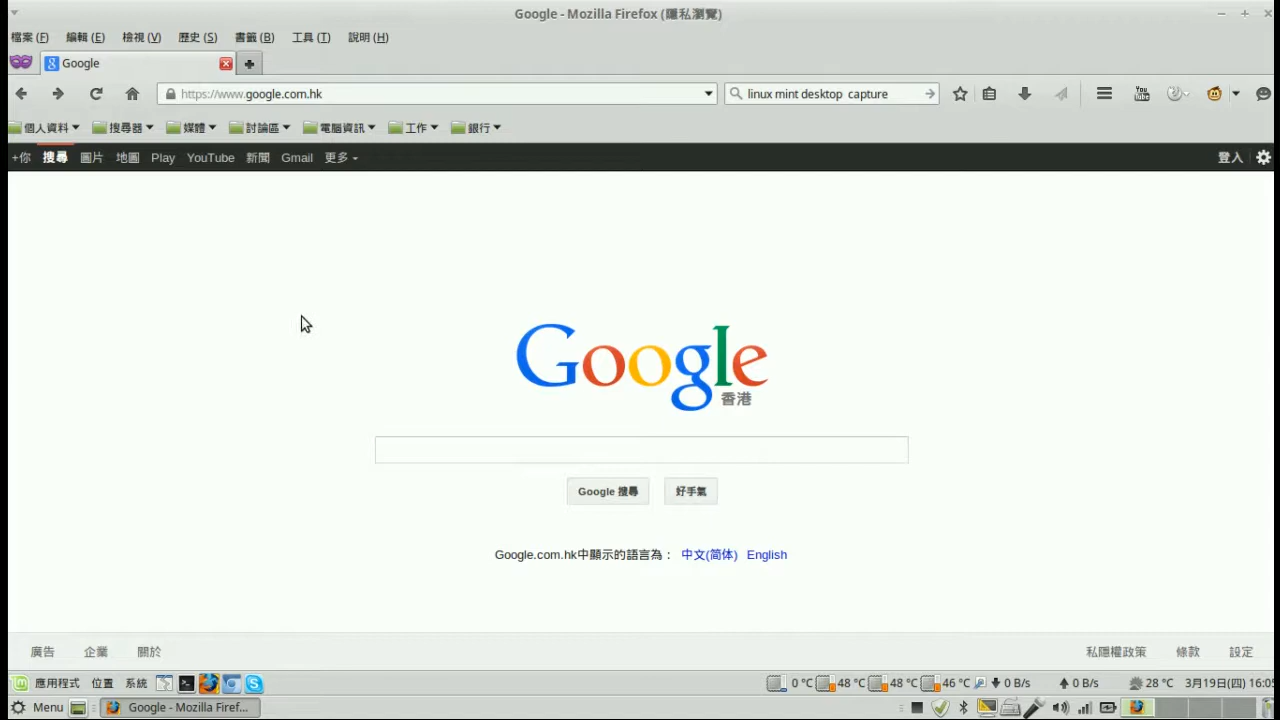 Google - Mozilla Firefox (隱私瀏覽)
檔案 (F) 編輯 (E) 檢視 (V) 歷史 (S) 書籤 (B) 工具 (T) 說明 (H)
Google
https://www.google.com.hk linux mint desktop capture
個人資料 搜尋器 媒體 討論區 電腦資訊 工作 銀行
+你 搜尋 圖片 地圖 Play YouTube 新聞 Gmail 更多 登入
Google
香港
Google 搜尋 好手氣
Google.com.hk中顯示的語言為： 中文(简体) English
廣告 企業 關於 私隱權政策 條款 設定
應用程式 位置 系統 0 °C 48 °C 48 °C 46 °C 0 B/s 0 B/s 28 °C 3月19日(四) 16:05
Menu Google - Mozilla Firef...